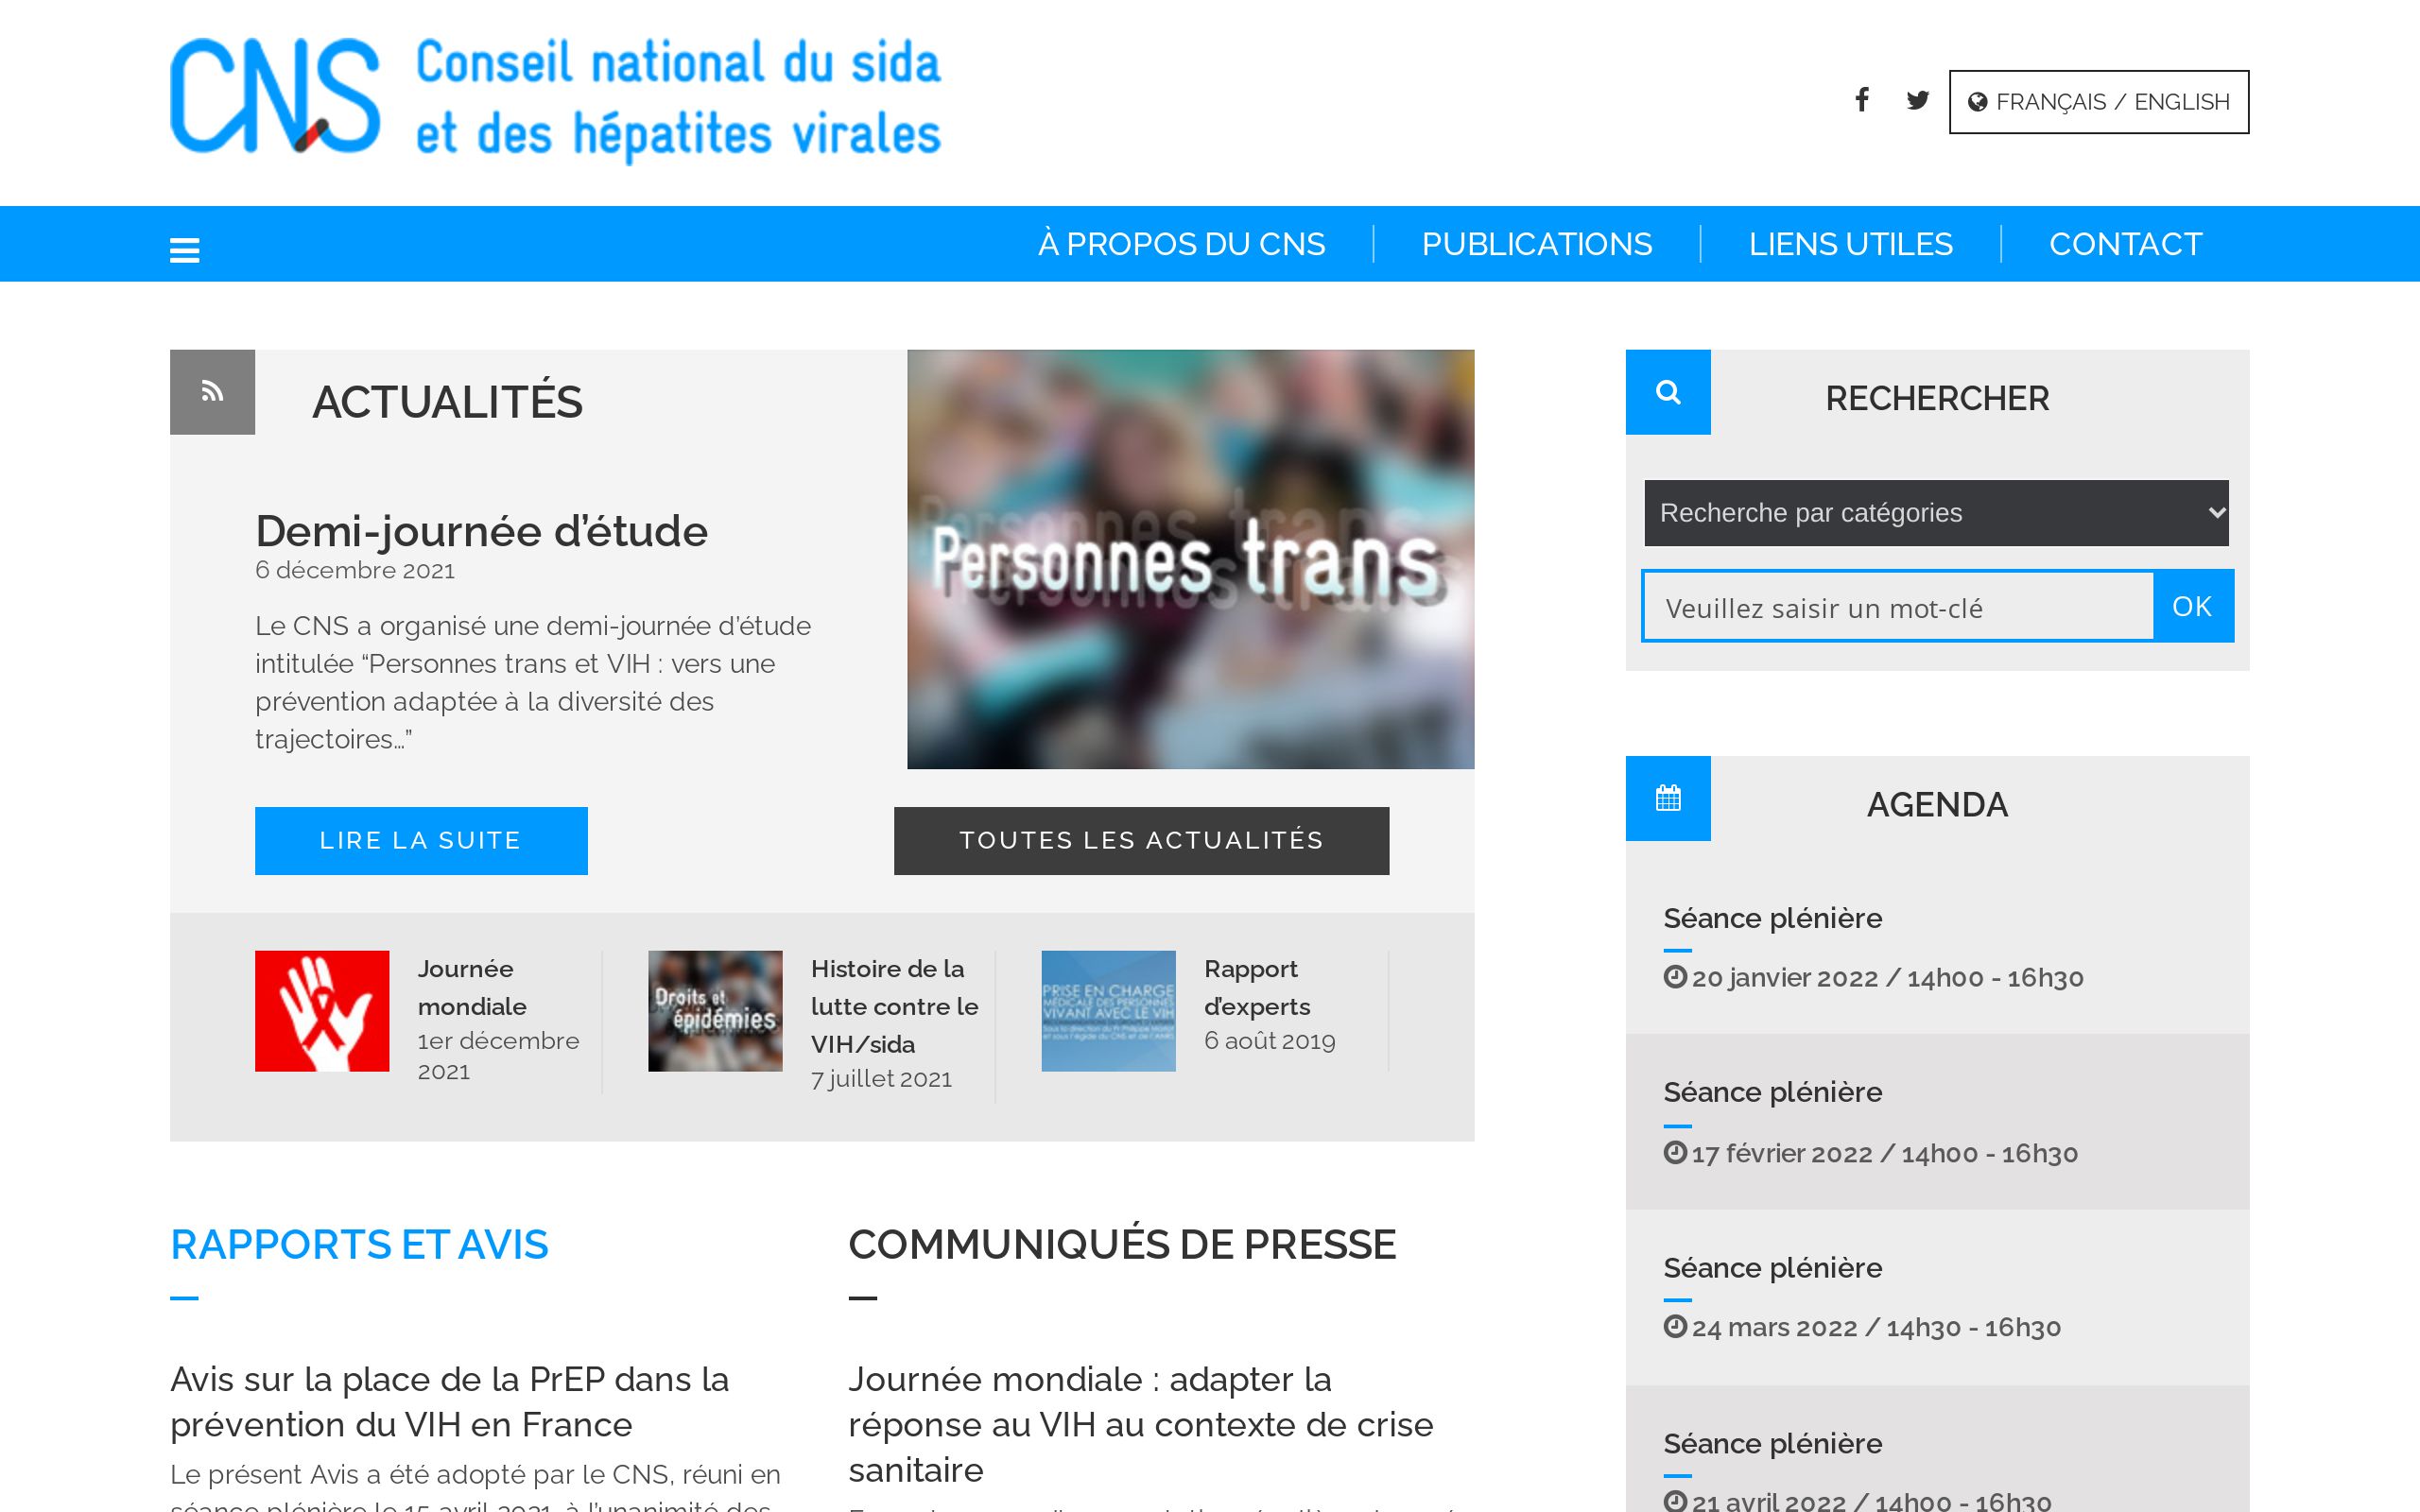 CNS
Conseil national du sida
et des hépatites virales
FRANÇAIS / ENGLISH
À PROPOS DU CNS
PUBLICATIONS
LIENS UTILES
CONTACT
ACTUALITÉS
Demi-journée d’étude
6 décembre 2021
Le CNS a organisé une demi-journée d’étude
intitulée “Personnes trans et VIH : vers une
prévention adaptée à la diversité des
trajectoires…”
Personnes trans
LIRE LA SUITE
TOUTES LES ACTUALITÉS
Journée
mondiale
1er décembre
2021
Droits et
épidémies
Histoire de la
lutte contre le
VIH/sida
7 juillet 2021
PRISE EN CHARGE
MÉDICALE DES PERSONNES
VIVANT AVEC LE VIH
Rapport
d’experts
6 août 2019
RAPPORTS ET AVIS
Avis sur la place de la PrEP dans la
prévention du VIH en France
Le présent Avis a été adopté par le CNS, réuni en
séance plénière le 15 avril 2021, à l’unanimité des
COMMUNIQUÉS DE PRESSE
Journée mondiale : adapter la
réponse au VIH au contexte de crise
sanitaire
RECHERCHER
Recherche par catégories
Veuillez saisir un mot-clé
OK
AGENDA
Séance plénière
20 janvier 2022 / 14h00 - 16h30
Séance plénière
17 février 2022 / 14h00 - 16h30
Séance plénière
24 mars 2022 / 14h30 - 16h30
Séance plénière
21 avril 2022 / 14h00 - 16h30